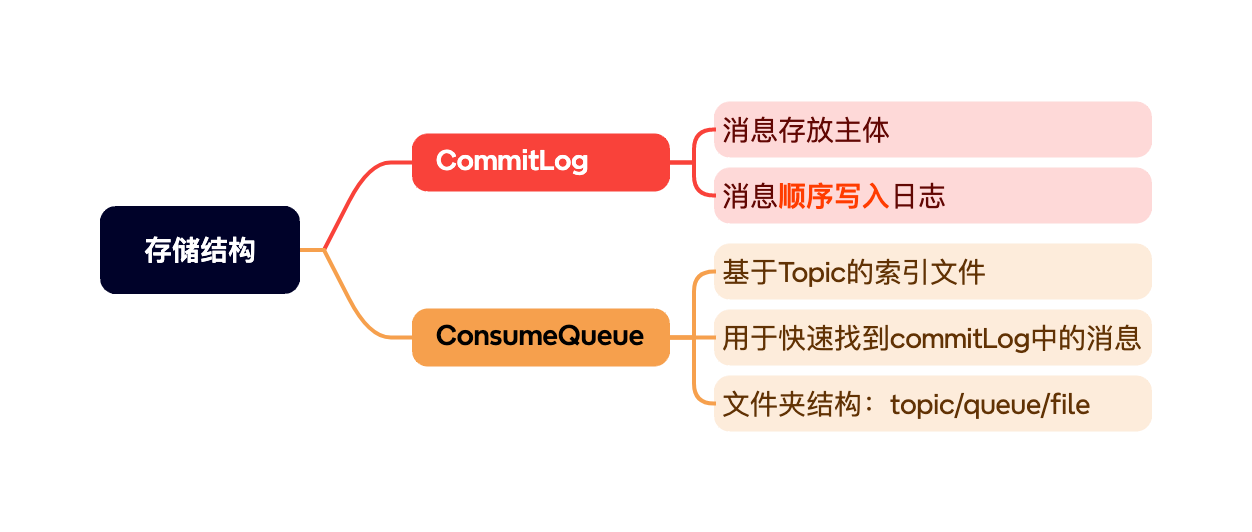 存储结构
CommitLog
消息存放主体
消息顺序写入日志
ConsumeQueue
基于Topic的索引文件
用于快速找到commitLog中的消息
文件夹结构：topic/queue/file